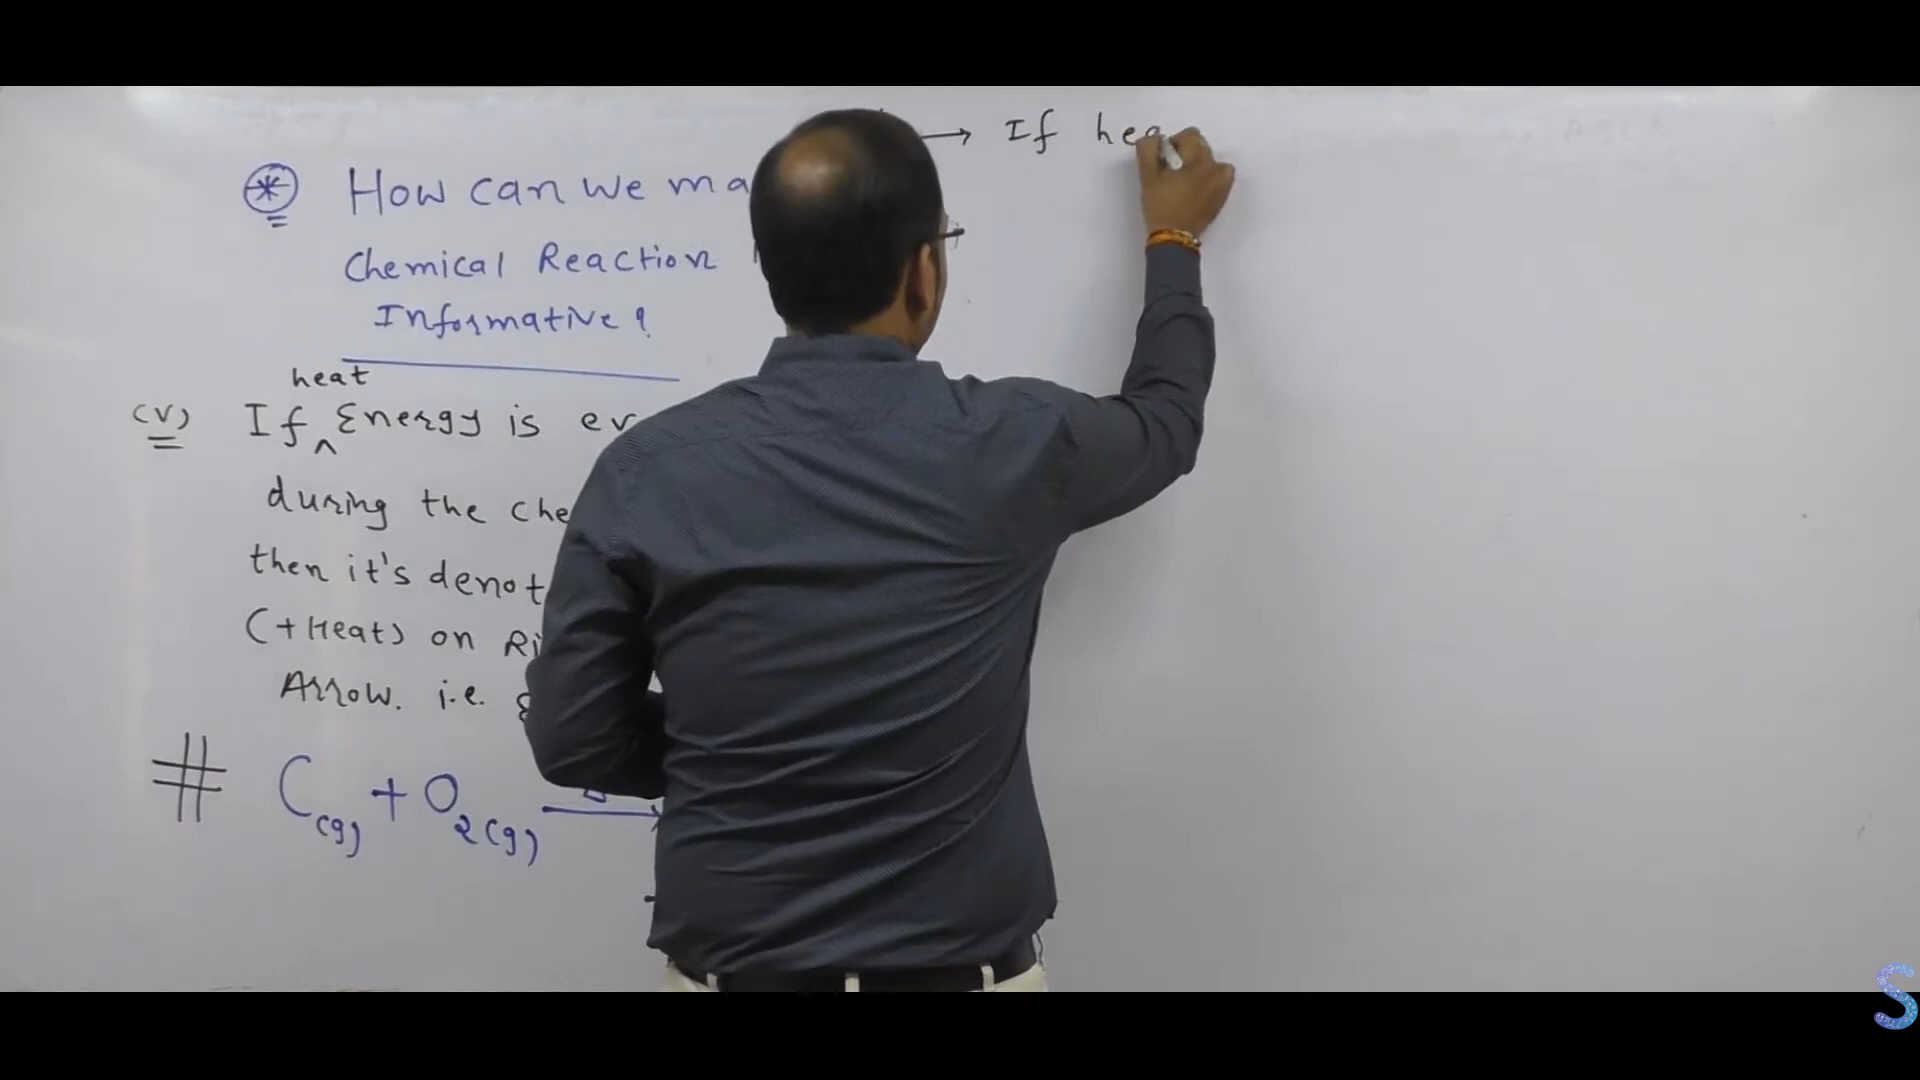 How can we ma
Chemical Reaction
Informative?
heat
(v) If ^ Energy is ev
during the che
then it's denot
(+Heat) on Ri
Arrow. i.e.
# C(g) + O2(g) Δ→
→ If hea
S